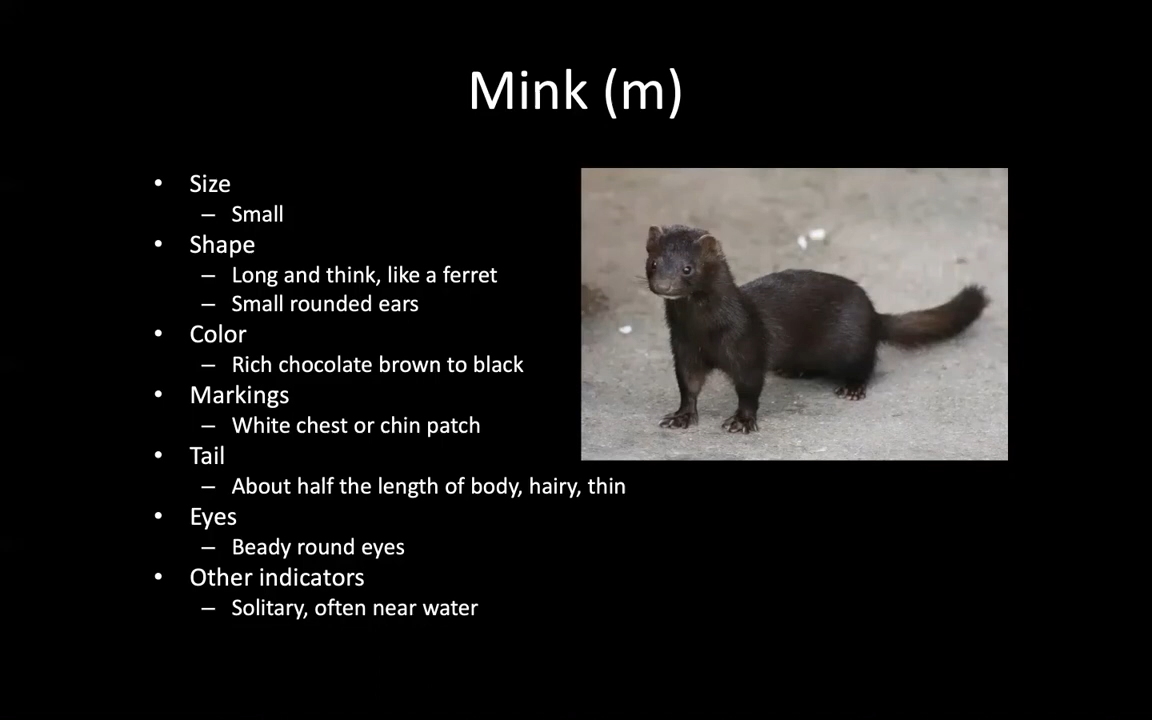 Mink (m)
• Size
– Small
• Shape
– Long and think, like a ferret
– Small rounded ears
• Color
– Rich chocolate brown to black
• Markings
– White chest or chin patch
• Tail
– About half the length of body, hairy, thin
• Eyes
– Beady round eyes
• Other indicators
– Solitary, often near water